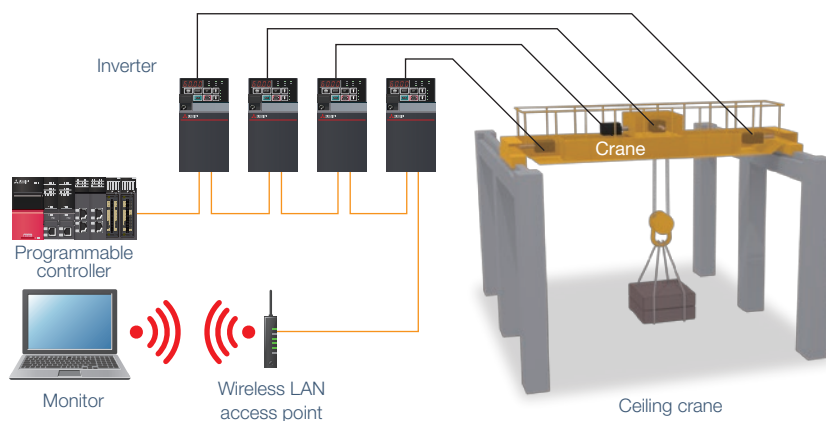 Inverter
Crane
Programmable
controller
Monitor
Wireless LAN
access point
Ceiling crane